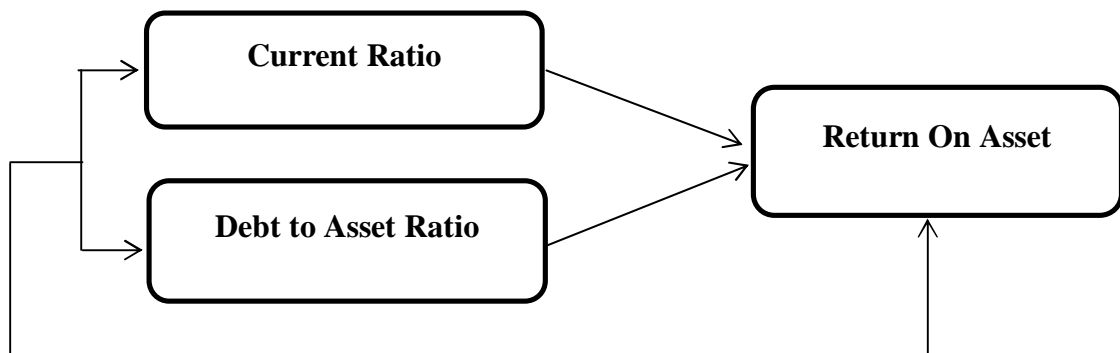 Current Ratio
Return On Asset
Debt to Asset Ratio